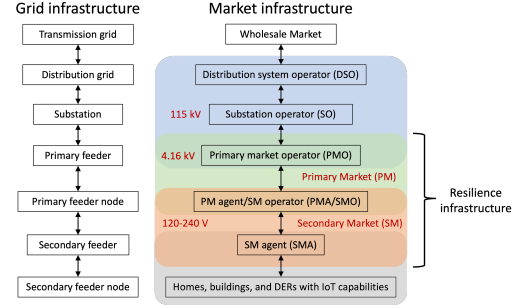 Grid infrastructure
Market infrastructure
Transmission grid
Wholesale Market
Distribution grid
Distribution system operator (DSO)
Substation
115 kV
Substation operator (SO)
Primary feeder
4.16 kV
Primary market operator (PMO)
Primary Market (PM)
Resilience
infrastructure
Primary feeder node
PM agent/SM operator (PMA/SMO)
120-240 V
Secondary Market (SM)
Secondary feeder
SM agent (SMA)
Secondary feeder node
Homes, buildings, and DERs with IoT capabilities